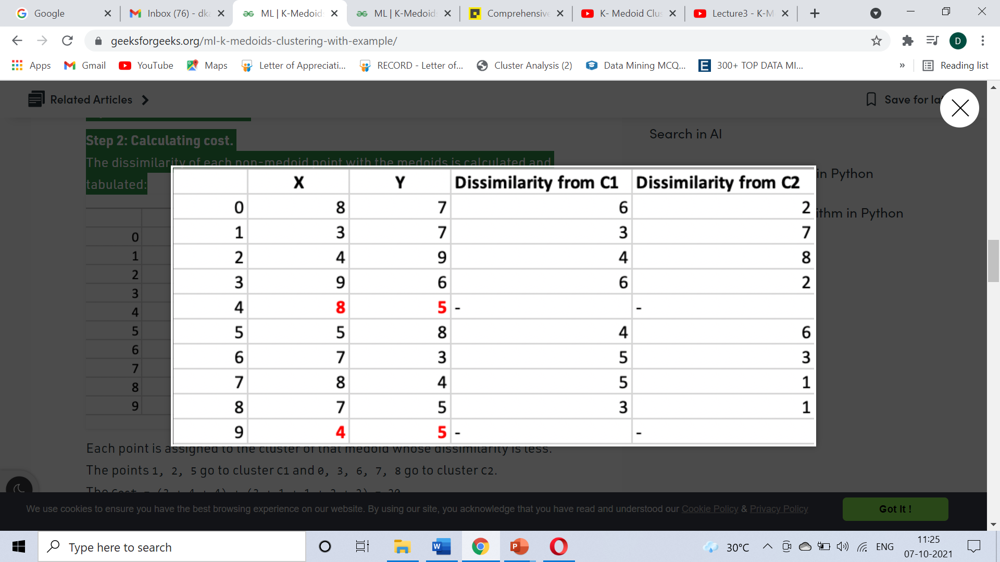 Google
Inbox (76) - dk
ML | K-Medoid
ML | K-Medoid
Comprehensive
K- Medoid Clus
Lecture3 - K-M
geeksforgeeks.org/ml-k-medoids-clustering-with-example/
D
Apps Gmail YouTube Maps Letter of Appreciati... RECORD - Letter of... Cluster Analysis (2) Data Mining MCQ... E 300+ TOP DATA MI... » Reading list
Related Articles
Save for la
Search in AI
Step 2: Calculating cost.
The dissimilarity of each non-medoid point with the medoids is calculated and
tabulated:
in Python
ithm in Python
X Y Dissimilarity from C1 Dissimilarity from C2
0 8 7 6 2
1 3 7 3 7
2 4 9 4 8
3 9 6 6 2
4 8 5 - -
5 5 8 4 6
6 7 3 5 3
7 8 4 5 1
8 7 5 3 1
9 4 5 - -
0
1
2
3
4
5
6
7
8
9
Each point is assigned to the cluster of that medoid whose dissimilarity is less.
The points 1, 2, 5 go to cluster C1 and 0, 3, 6, 7, 8 go to cluster C2.
We use cookies to ensure you have the best browsing experience on our website. By using our site, you acknowledge that you have read and understood our Cookie Policy & Privacy Policy
Got It !
Type here to search
30°C
ENG
11:25
07-10-2021